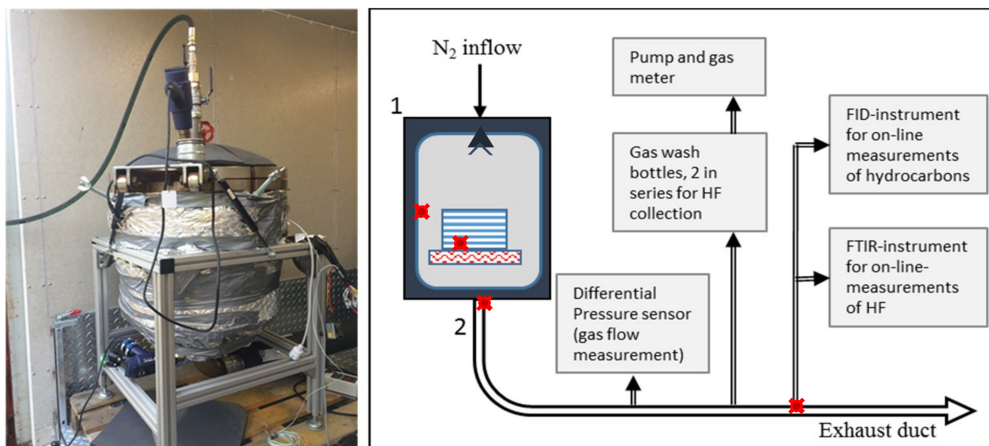 N₂ inflow
1
2
Pump and gas
meter
Gas wash
bottles, 2 in
series for HF
collection
Differential
Pressure sensor
(gas flow
measurement)
FID-instrument
for on-line
measurements
of hydrocarbons
FTIR-instrument
for on-line-
measurements
of HF
Exhaust duct